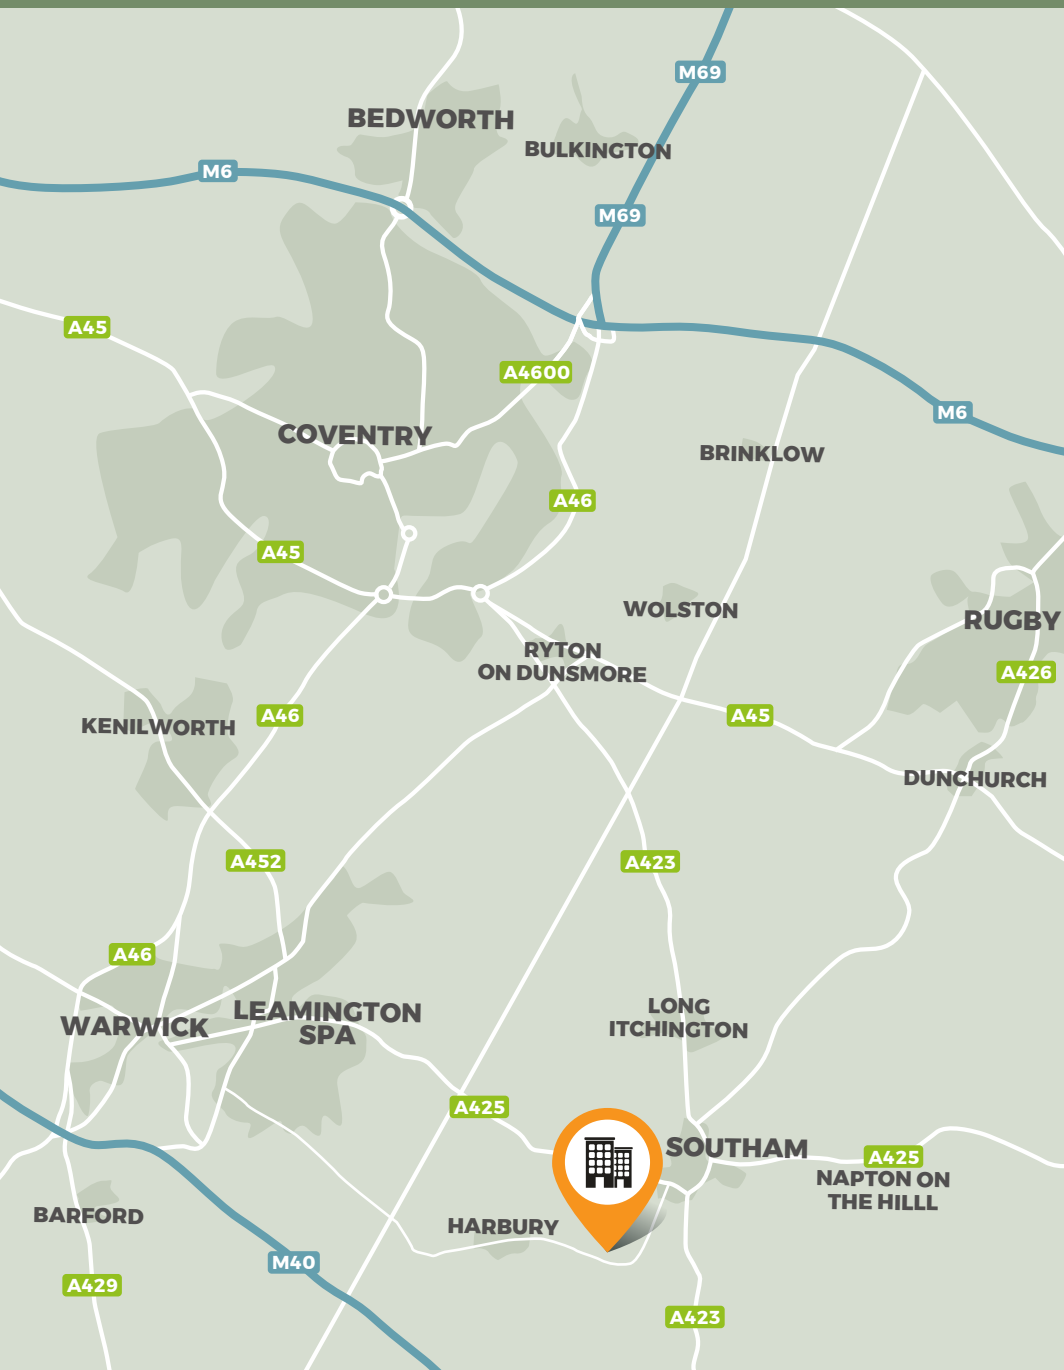 M69
BEDWORTH
BULKINGTON
M6
M69
A45
A4600
M6
COVENTRY
BRINKLOW
A46
A45
WOLSTON
RUGBY
RYTON
ON DUNSMORE
A426
A46
A45
KENILWORTH
DUNCHURCH
A452
A423
A46
LONG
ITCHINGTON
LEAMINGTON
SPA
WARWICK
A425
SOUTHAM
A425
NAPTON ON
THE HILLL
BARFORD
HARBURY
M40
A429
A423